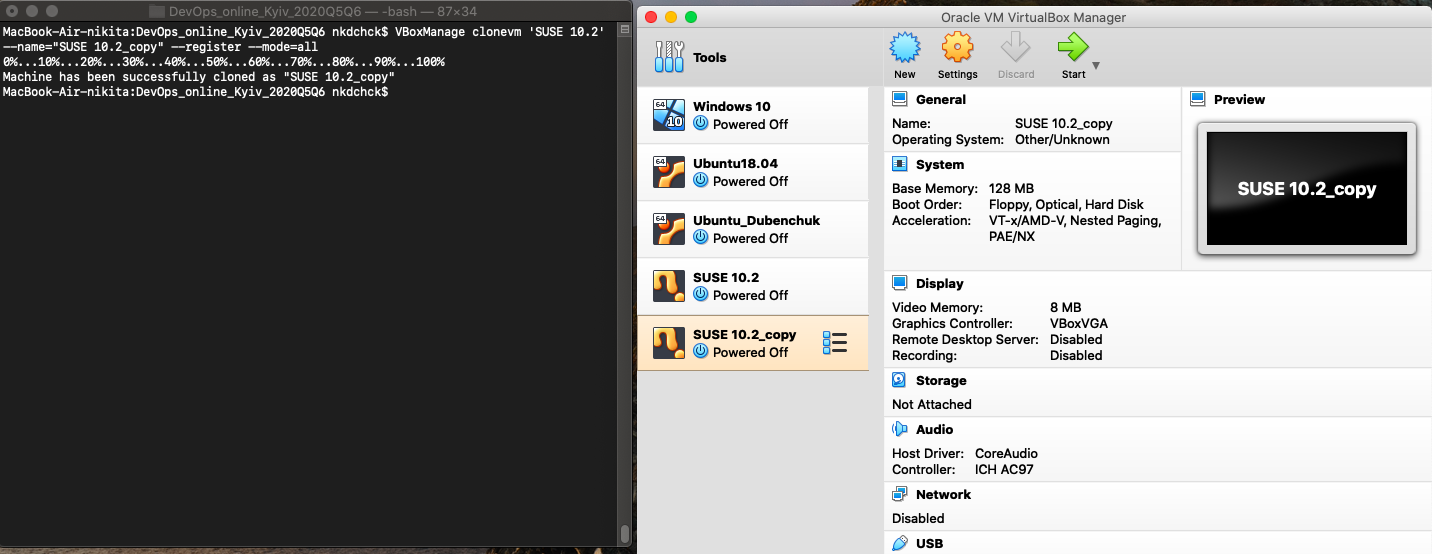 DevOps_online_Kyiv_2020Q5Q6 — -bash — 87×34
MacBook-Air-nikita:DevOps_online_Kyiv_2020Q5Q6 nkdchck$ VBoxManage clonevm 'SUSE 10.2'
--name="SUSE 10.2_copy" --register --mode=all
0%...10%...20%...30%...40%...50%...60%...70%...80%...90%...100%
Machine has been successfully cloned as "SUSE 10.2_copy"
MacBook-Air-nikita:DevOps_online_Kyiv_2020Q5Q6 nkdchck$
Oracle VM VirtualBox Manager
Tools
New
Settings
Discard
Start
64
10
Windows 10
Powered Off
64
Ubuntu18.04
Powered Off
64
Ubuntu_Dubenchuk
Powered Off
SUSE 10.2
Powered Off
SUSE 10.2_copy
Powered Off
General
Name: SUSE 10.2_copy
Operating System: Other/Unknown
System
Base Memory: 128 MB
Boot Order: Floppy, Optical, Hard Disk
Acceleration: VT-x/AMD-V, Nested Paging,
PAE/NX
Preview
SUSE 10.2_copy
Display
Video Memory: 8 MB
Graphics Controller: VBoxVGA
Remote Desktop Server: Disabled
Recording: Disabled
Storage
Not Attached
Audio
Host Driver: CoreAudio
Controller: ICH AC97
Network
Disabled
USB